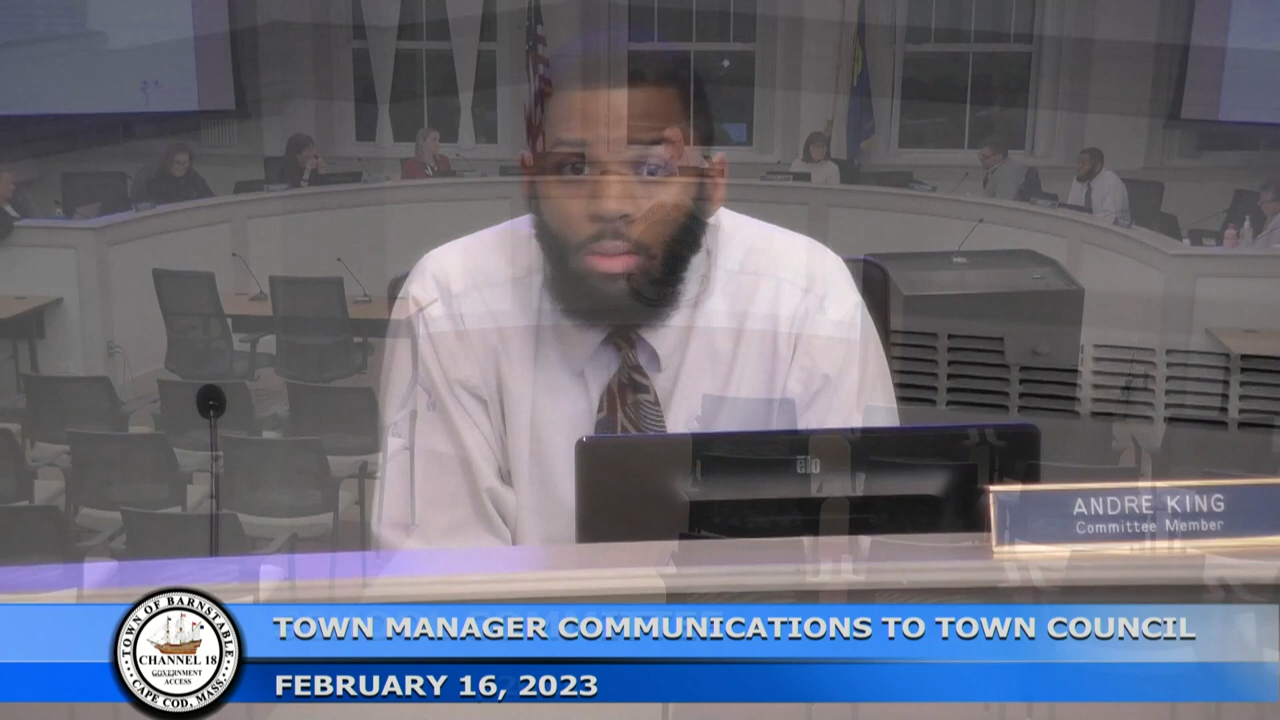 elo
ANDRE KING
Committee Member
TOWN MANAGER COMMUNICATIONS TO TOWN COUNCIL
FEBRUARY 16, 2023
TOWN OF BARNSTABLE
CHANNEL 18
GOVERNMENT
ACCESS
CAPE COD, MASS.